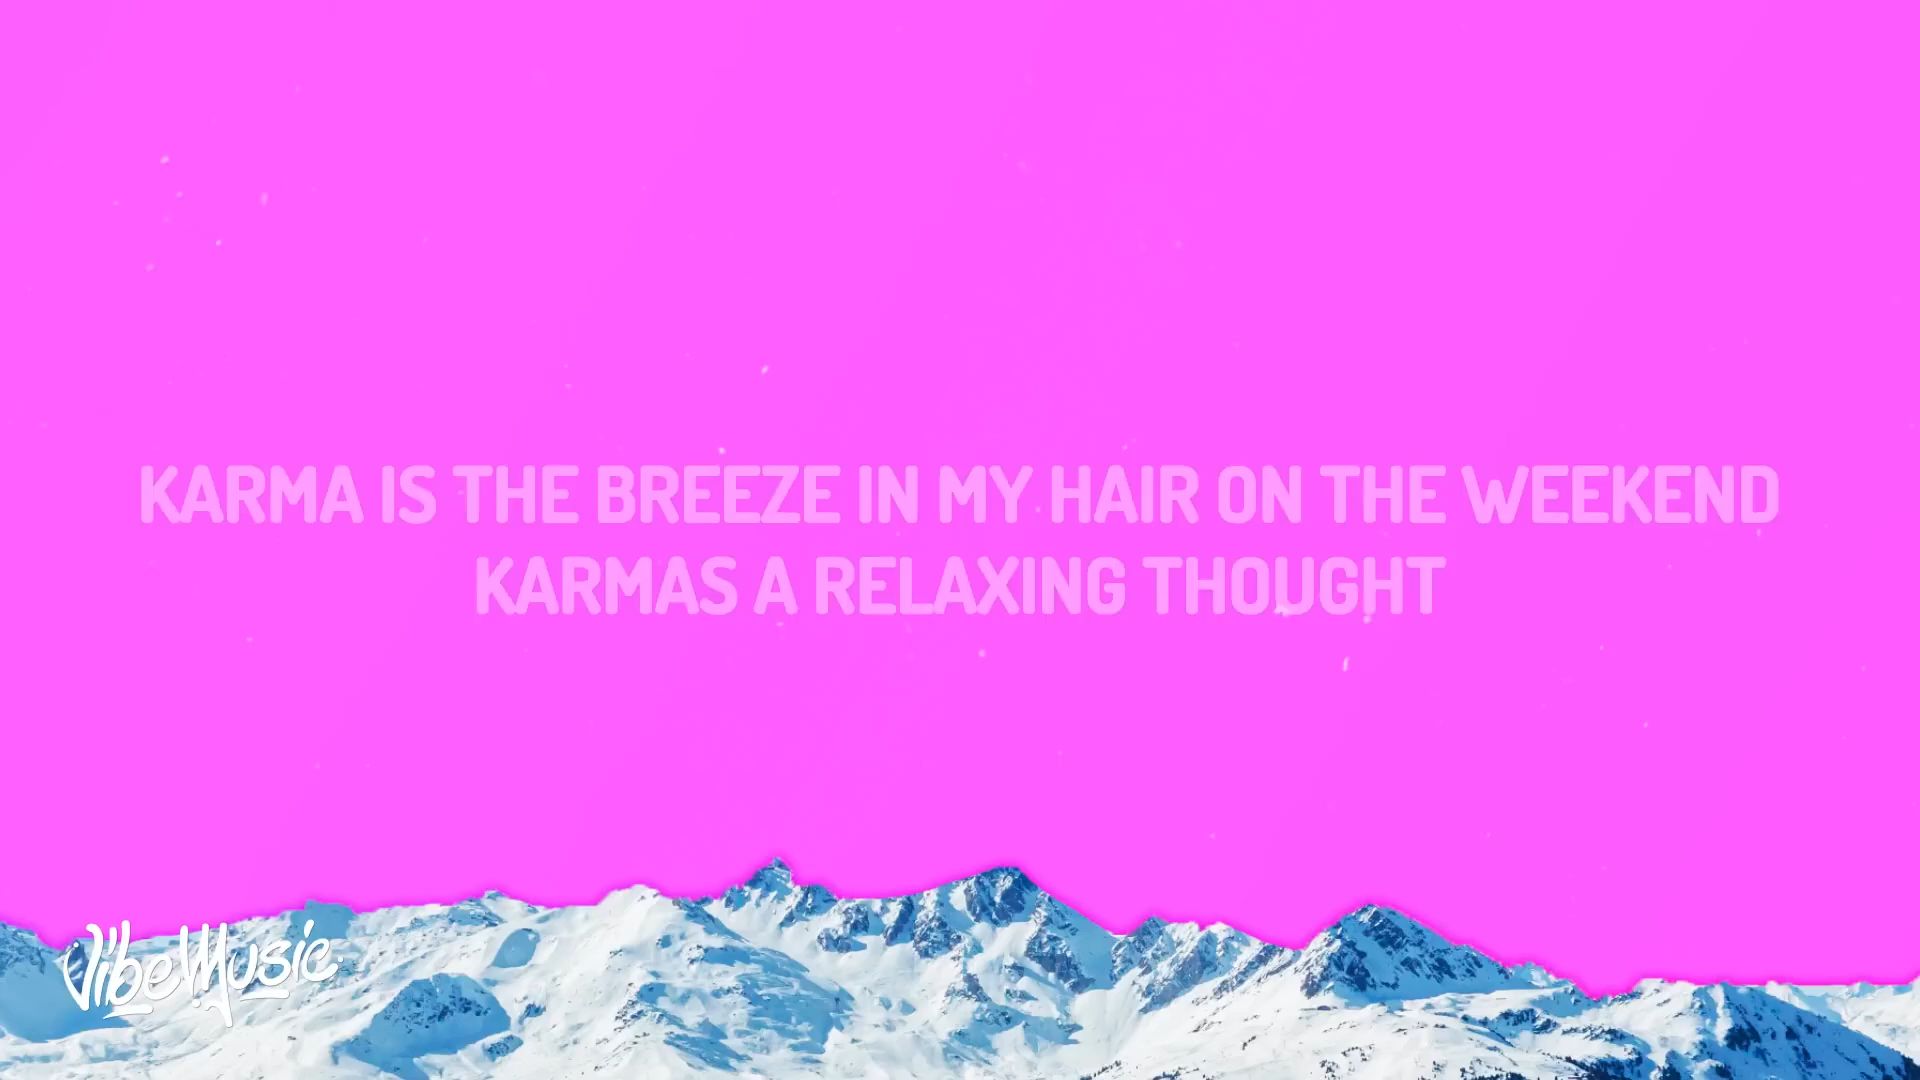 KARMA IS THE BREEZE IN MY HAIR ON THE WEEKEND
KARMAS A RELAXING THOUGHT
VibeMusic